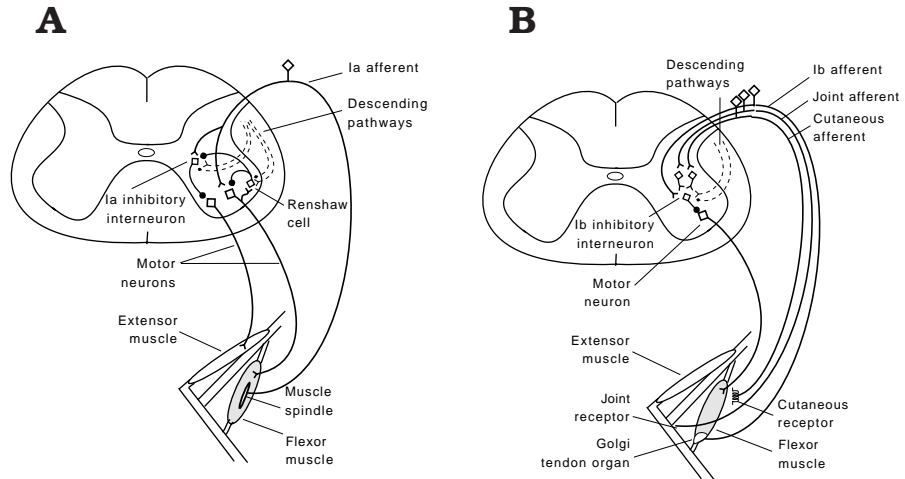 A
Ia afferent
Descending
pathways
Ia inhibitory
interneuron
Renshaw
cell
Motor
neurons
Extensor
muscle
Muscle
spindle
Flexor
muscle
B
Descending
pathways
Ib afferent
Joint afferent
Cutaneous
afferent
Ib inhibitory
interneuron
Motor
neuron
Extensor
muscle
Joint
receptor
Cutaneous
receptor
Golgi
tendon organ
Flexor
muscle